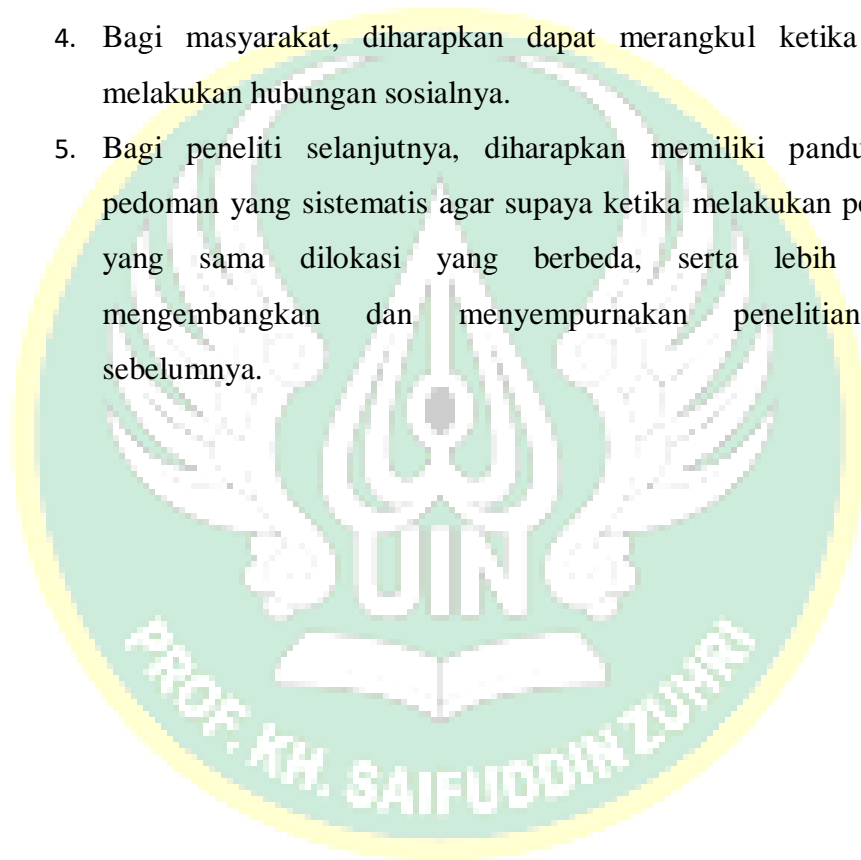 4. Bagi masyarakat, diharapkan dapat merangkul ketika
melakukan hubungan sosialnya.
5. Bagi peneliti selanjutnya, diharapkan memiliki pandu
pedoman yang sistematis agar supaya ketika melakukan pe
yang sama dilokasi yang berbeda, serta lebih
mengembangkan dan menyempurnakan penelitian
sebelumnya.
UIN
PROF. KH. SAIFUDDIN ZUHRI